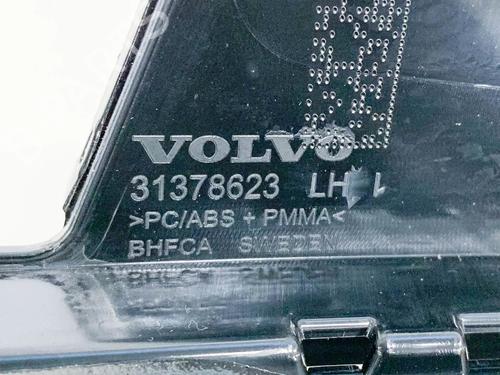 VOLVO
31378623 LH
>PC/ABS + PMMA<
BHFCA SWEDEN